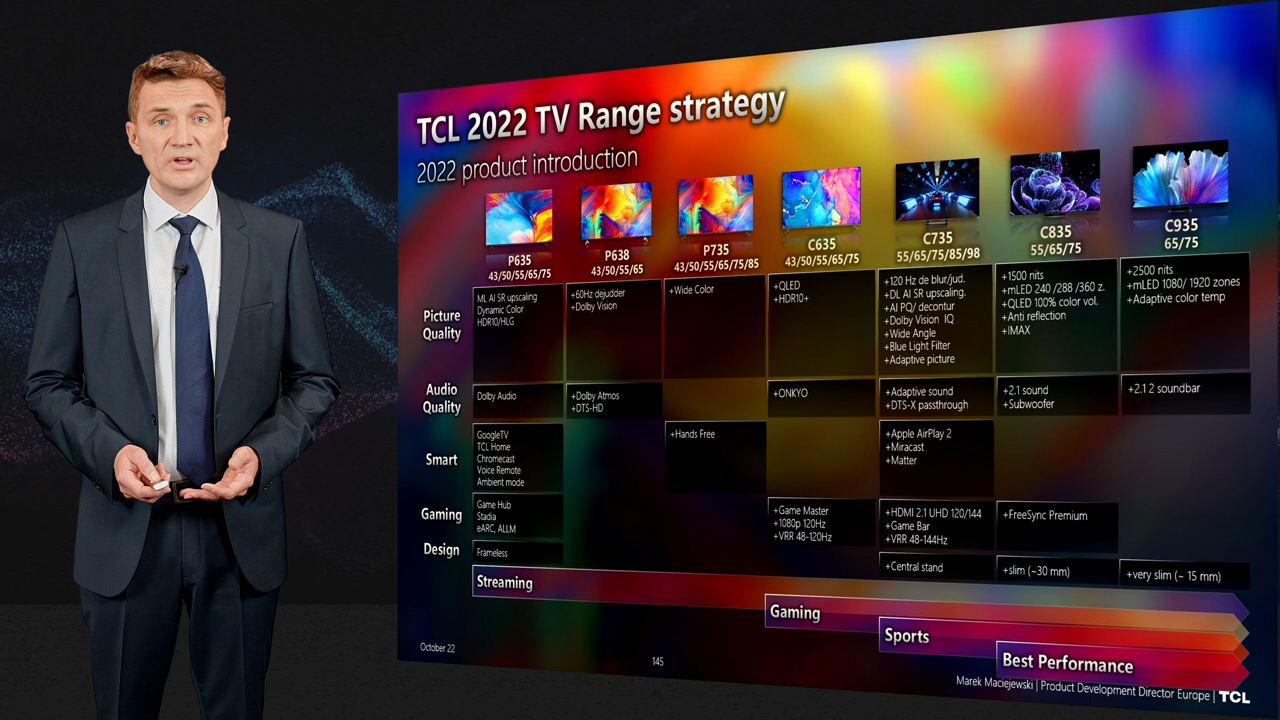 TCL 2022 TV Range strategy
2022 product introduction
P635
43/50/55/65/75
P638
43/50/55/65
P735
43/50/55/65/75/85
C635
43/50/55/65/75
C735
55/65/75/85/98
C835
55/65/75
C935
65/75
Picture
Quality
ML AI SR upscaling
Dynamic Color
HDR10/HLG
+60Hz dejudder
+Dolby Vision
+Wide Color
+QLED
+HDR10+
+120 Hz de blur/jud.
+DL AI SR upscaling.
+AI PQ/ decontur
+Dolby Vision IQ
+Wide Angle
+Blue Light Filter
+Adaptive picture
+1500 nits
+mLED 240 /288 /360 z.
+QLED 100% color vol.
+Anti reflection
+IMAX
+2500 nits
+mLED 1080/ 1920 zones
+Adaptive color temp
Audio
Quality
Dolby Audio
+Dolby Atmos
+DTS-HD
+ONKYO
+Adaptive sound
+DTS-X passthrough
+2.1 sound
+Subwoofer
+2.1 2 soundbar
Smart
GoogleTV
TCL Home
Chromecast
Voice Remote
Ambient mode
+Hands Free
+Apple AirPlay 2
+Miracast
+Matter
Gaming
Game Hub
Stadia
eARC, ALLM
+Game Master
+1080p 120Hz
+VRR 48-120Hz
+HDMI 2.1 UHD 120/144
+Game Bar
+VRR 48-144Hz
+FreeSync Premium
Design
Frameless
+Central stand
+slim (~30 mm)
+very slim (~ 15 mm)
Streaming
Gaming
Sports
Best Performance
October 22
145
Marek Maciejewski | Product Development Director Europe | TCL